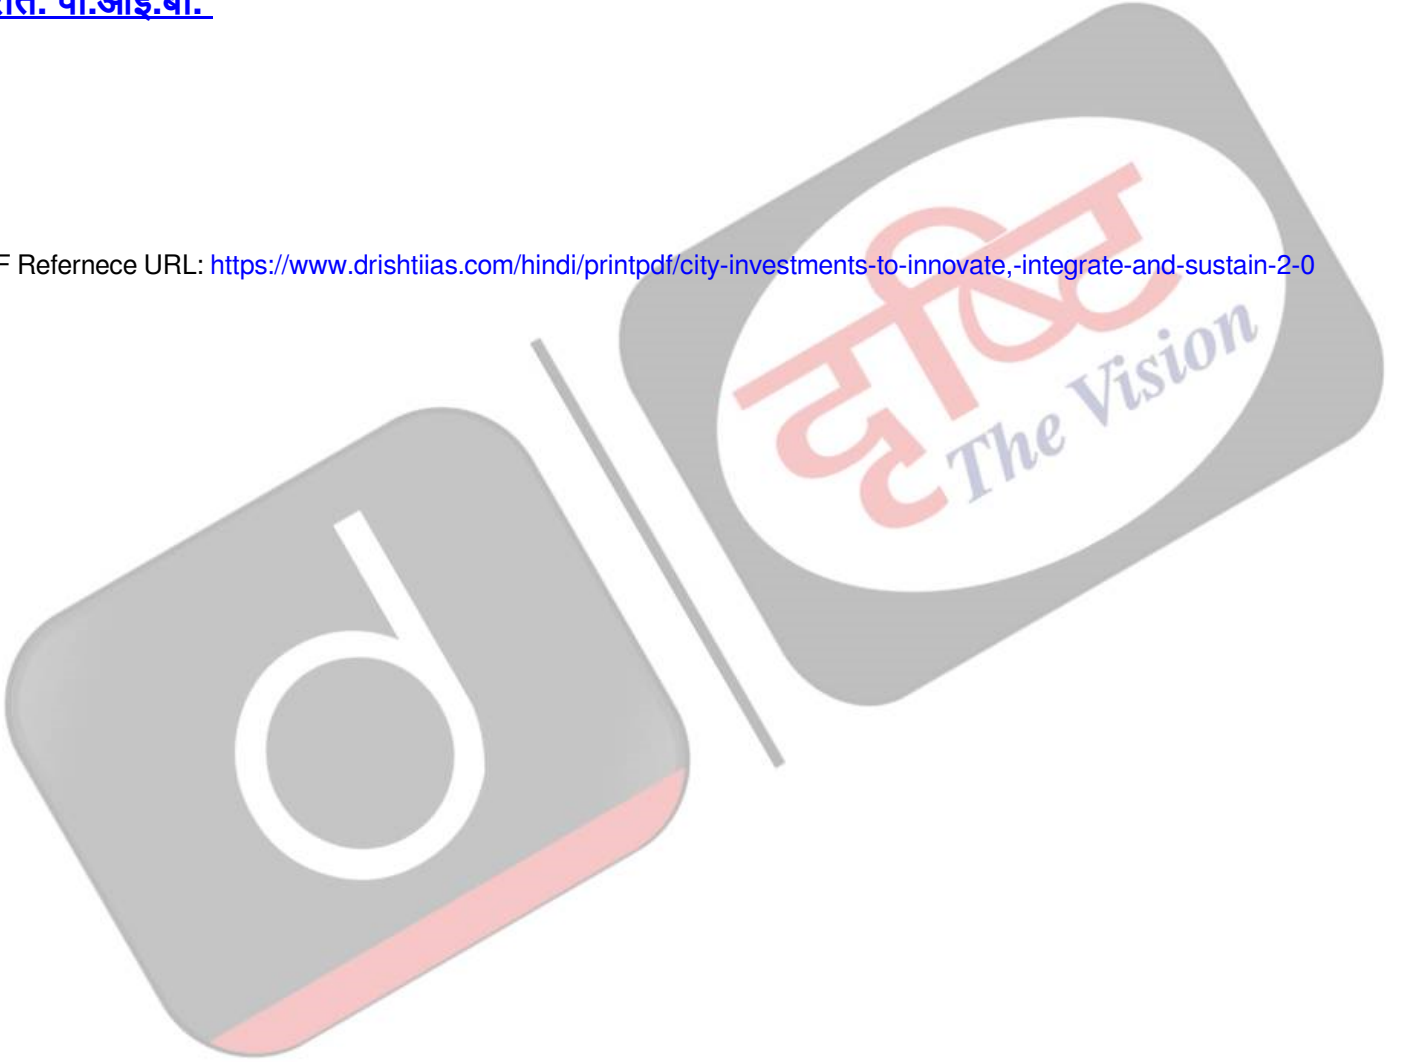 पी.आई.बी.
F Refernece URL: https://www.drishtiias.com/hindi/printpdf/city-investments-to-innovate,-integrate-and-sustain-2-0
दृष्टि
The Vision
d